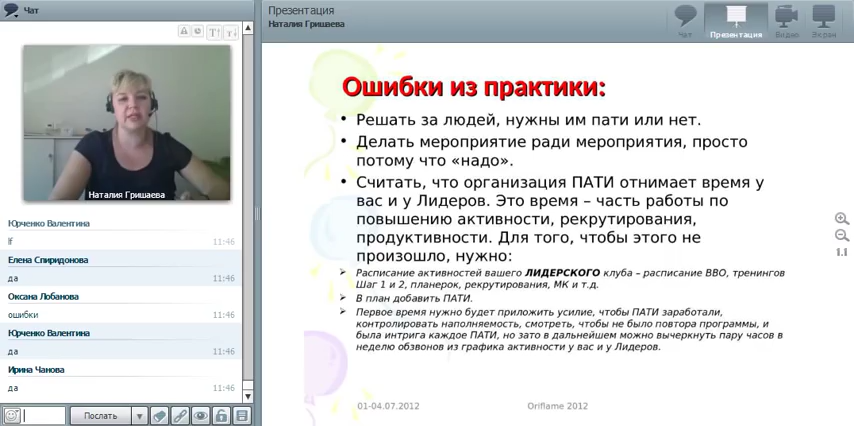 Чат
Наталия Гришаева
Юрченко Валентина
lf
11:46
Елена Спиридонова
да
11:46
Оксана Лобанова
ошибки
11:46
Юрченко Валентина
да
11:46
Ирина Чанова
да
11:46
Послать
Презентация
Наталия Гришаева
Чат
Презентация
Видео
Экран
Ошибки из практики:
• Решать за людей, нужны им пати или нет.
• Делать мероприятие ради мероприятия, просто
потому что «надо».
• Считать, что организация ПАТИ отнимает время у
вас и у Лидеров. Это время – часть работы по
повышению активности, рекрутирования,
продуктивности. Для того, чтобы этого не
произошло, нужно:
➢ Расписание активностей вашего ЛИДЕРСКОГО клуба – расписание ВВО, тренингов
Шаг 1 и 2, планерок, рекрутирования, МК и т.д.
➢ В план добавить ПАТИ.
➢ Первое время нужно будет приложить усилие, чтобы ПАТИ заработали,
контролировать наполняемость, смотреть, чтобы не было повтора программы, и
была интрига каждое ПАТИ, но зато в дальнейшем можно вычеркнуть пару часов в
неделю обзвонов из графика активности у вас и у Лидеров.
01-04.07.2012
Oriflame 2012
1:1